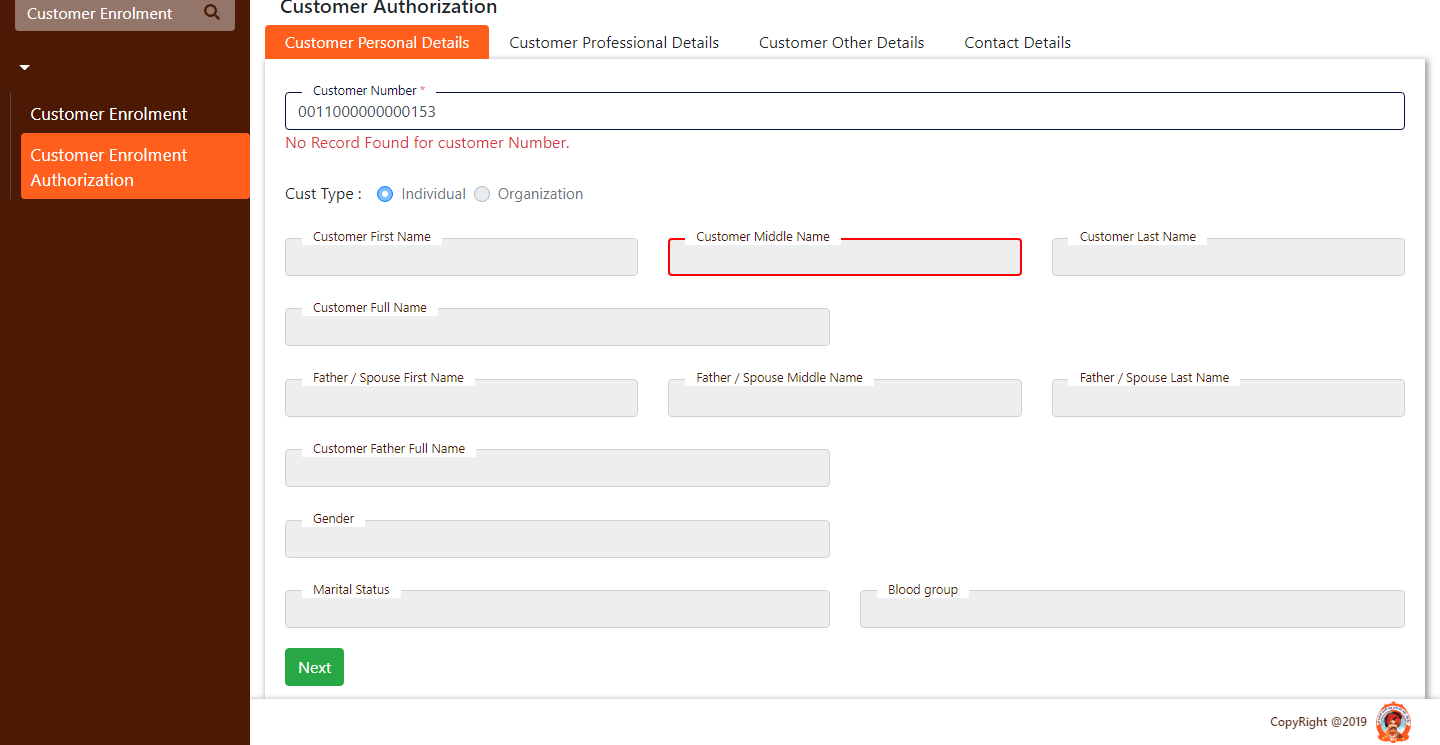 Customer Enrolment
Customer Authorization
Customer Personal Details
Customer Professional Details
Customer Other Details
Contact Details
Customer Enrolment
Customer Enrolment
Authorization
Customer Number *
0011000000000153
No Record Found for customer Number.
Cust Type :
Individual
Organization
Customer First Name
Customer Middle Name
Customer Last Name
Customer Full Name
Father / Spouse First Name
Father / Spouse Middle Name
Father / Spouse Last Name
Customer Father Full Name
Gender
Marital Status
Blood group
Next
CopyRight @2019